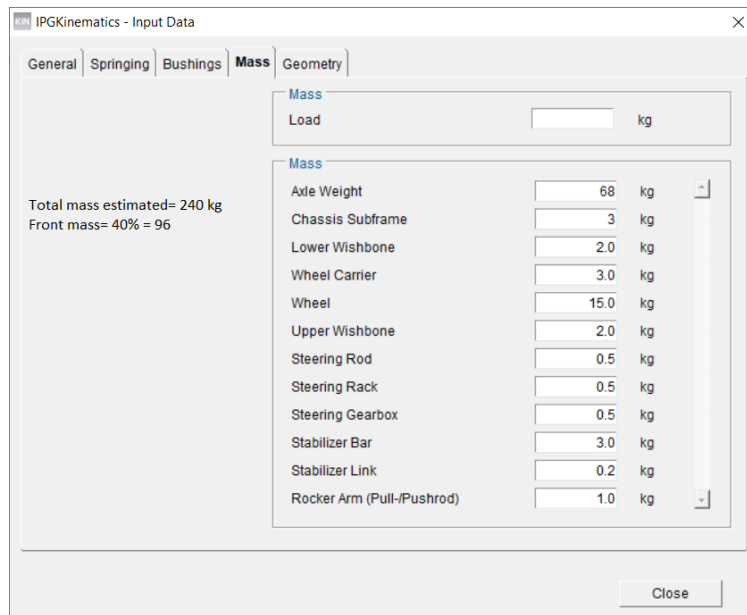 KIN IPGKinematics - Input Data
General Springing Bushings Mass Geometry
Mass
Load kg
Mass
Total mass estimated= 240 kg
Front mass= 40% = 96
Axle Weight 68 kg
Chassis Subframe 3 kg
Lower Wishbone 2.0 kg
Wheel Carrier 3.0 kg
Wheel 15.0 kg
Upper Wishbone 2.0 kg
Steering Rod 0.5 kg
Steering Rack 0.5 kg
Steering Gearbox 0.5 kg
Stabilizer Bar 3.0 kg
Stabilizer Link 0.2 kg
Rocker Arm (Pull-/Pushrod) 1.0 kg
Close